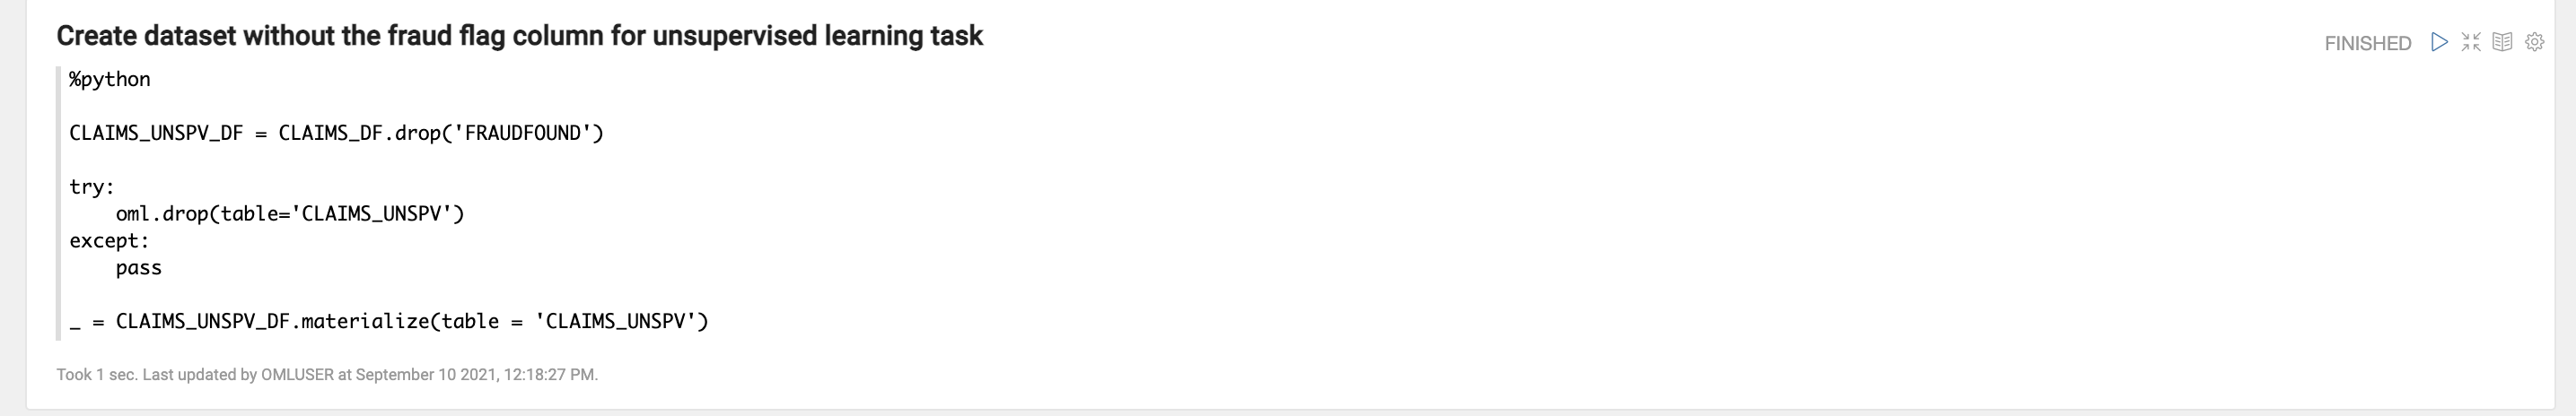 Create dataset without the fraud flag column for unsupervised learning task
FINISHED
%python
CLAIMS_UNSPV_DF = CLAIMS_DF.drop('FRAUDFOUND')
try:
    oml.drop(table='CLAIMS_UNSPV')
except:
    pass
_ = CLAIMS_UNSPV_DF.materialize(table = 'CLAIMS_UNSPV')
Took 1 sec. Last updated by OMLUSER at September 10 2021, 12:18:27 PM.